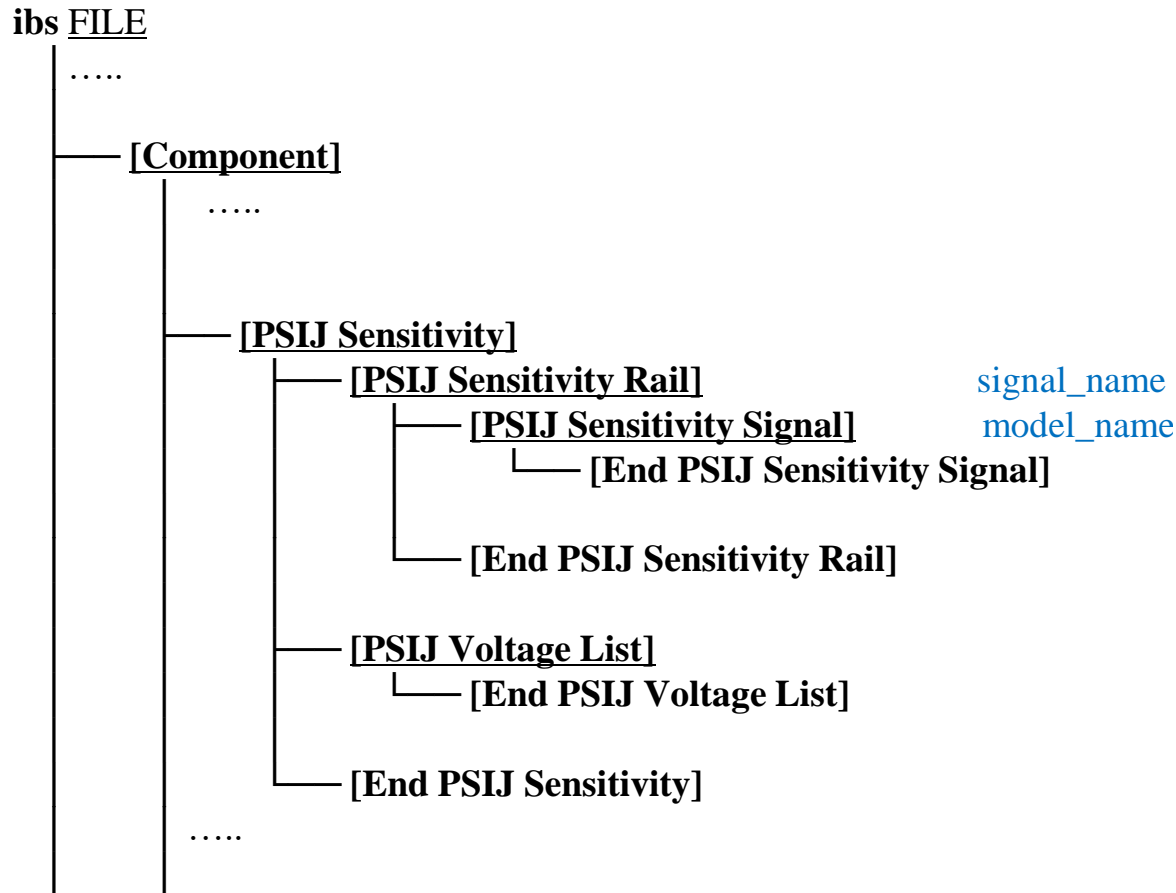 ibs FILE
…..
[Component]
…..
[PSIJ Sensitivity]
[PSIJ Sensitivity Rail] signal_name
[PSIJ Sensitivity Signal] model_name
[End PSIJ Sensitivity Signal]
[End PSIJ Sensitivity Rail]
[PSIJ Voltage List]
[End PSIJ Voltage List]
[End PSIJ Sensitivity]
…..